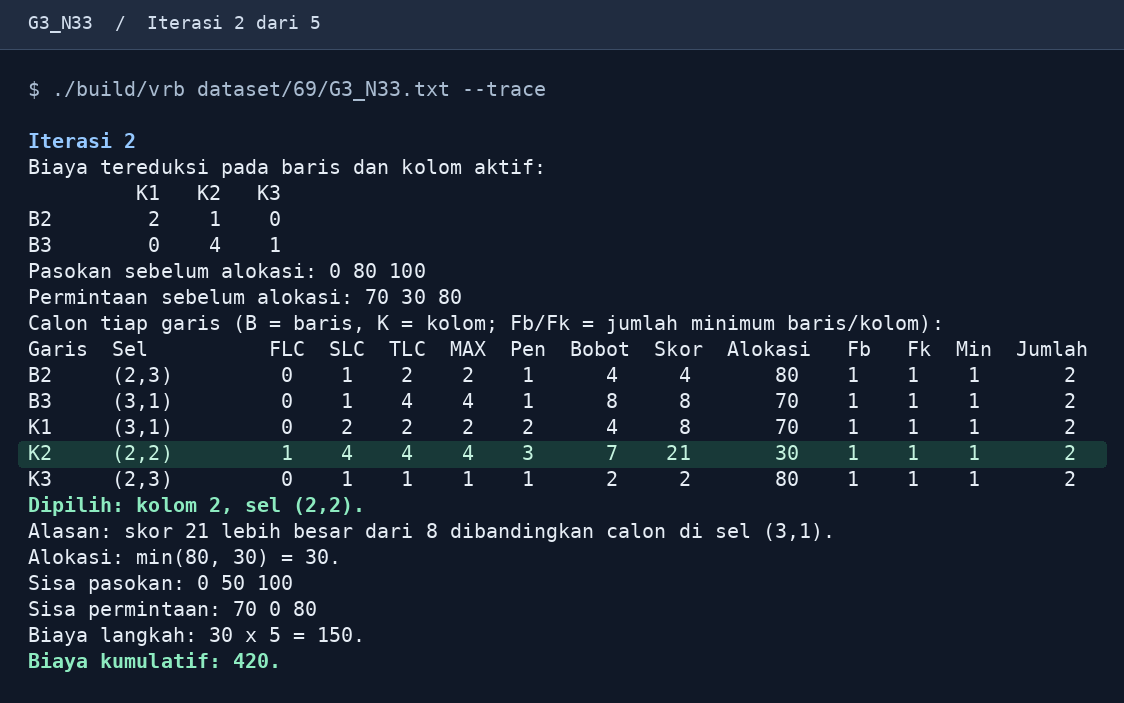 G3_N33  /  Iterasi 2 dari 5
$ ./build/vrb dataset/69/G3_N33.txt --trace
Iterasi 2
Biaya tereduksi pada baris dan kolom aktif:
         K1   K2   K3
B2        2    1    0
B3        0    4    1
Pasokan sebelum alokasi: 0 80 100
Permintaan sebelum alokasi: 70 30 80
Calon tiap garis (B = baris, K = kolom; Fb/Fk = jumlah minimum baris/kolom):
Garis  Sel          FLC  SLC  TLC  MAX  Pen  Bobot  Skor  Alokasi   Fb   Fk  Min  Jumlah
B2     (2,3)         0    1    2    2    1      4     4       80    1    1    1       2
B3     (3,1)         0    1    4    4    1      8     8       70    1    1    1       2
K1     (3,1)         0    2    2    2    2      4     8       70    1    1    1       2
K2     (2,2)         1    4    4    4    3      7    21       30    1    1    1       2
K3     (2,3)         0    1    1    1    1      2     2       80    1    1    1       2
Dipilih: kolom 2, sel (2,2).
Alasan: skor 21 lebih besar dari 8 dibandingkan calon di sel (3,1).
Alokasi: min(80, 30) = 30.
Sisa pasokan: 0 50 100
Sisa permintaan: 70 0 80
Biaya langkah: 30 x 5 = 150.
Biaya kumulatif: 420.